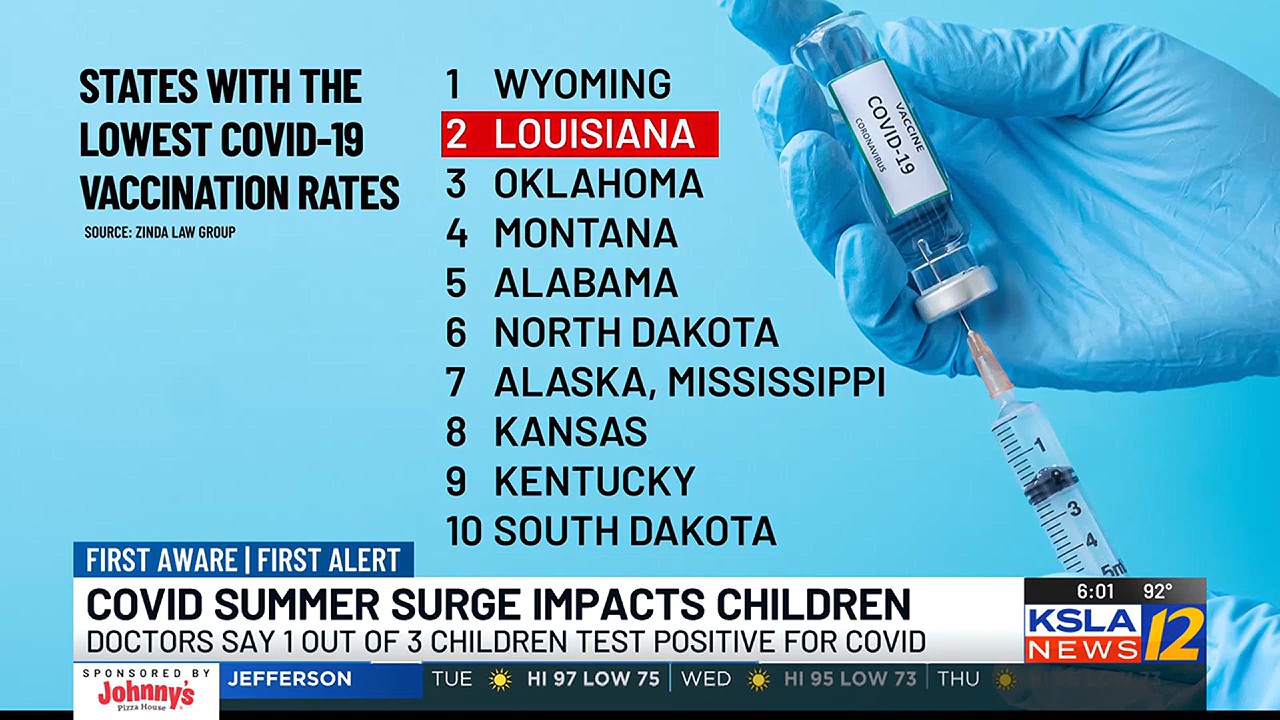 STATES WITH THE
LOWEST COVID-19
VACCINATION RATES
SOURCE: ZINDA LAW GROUP
1 WYOMING
2 LOUISIANA
3 OKLAHOMA
4 MONTANA
5 ALABAMA
6 NORTH DAKOTA
7 ALASKA, MISSISSIPPI
8 KANSAS
9 KENTUCKY
10 SOUTH DAKOTA
VACCINE
COVID-19
CORONAVIRUS
1
3
4
5ml
FIRST AWARE | FIRST ALERT
COVID SUMMER SURGE IMPACTS CHILDREN
DOCTORS SAY 1 OUT OF 3 CHILDREN TEST POSITIVE FOR COVID
6:01 92°
KSLA
NEWS 12
SPONSORED BY
Johnny's
Pizza House
JEFFERSON TUE HI 97 LOW 75 WED HI 95 LOW 73 THU